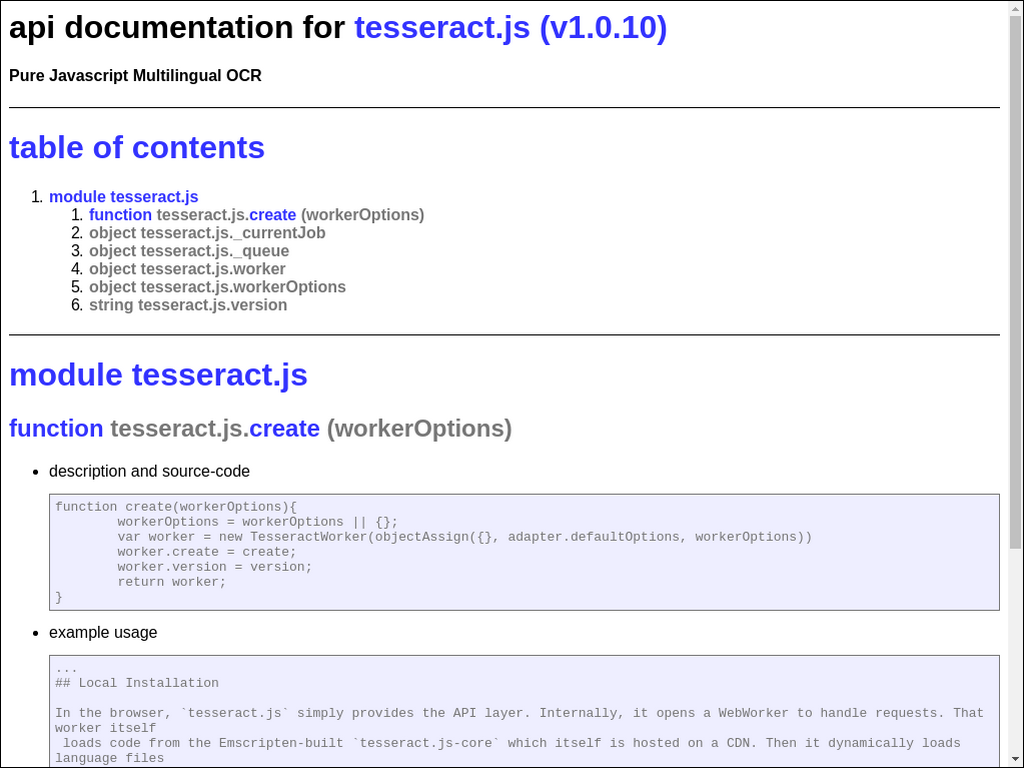 api documentation for tesseract.js (v1.0.10)
Pure Javascript Multilingual OCR
table of contents
1. module tesseract.js
1. function tesseract.js.create (workerOptions)
2. object tesseract.js._currentJob
3. object tesseract.js._queue
4. object tesseract.js.worker
5. object tesseract.js.workerOptions
6. string tesseract.js.version
module tesseract.js
function tesseract.js.create (workerOptions)
• description and source-code
function create(workerOptions){
        workerOptions = workerOptions || {};
        var worker = new TesseractWorker(objectAssign({}, adapter.defaultOptions, workerOptions))
        worker.create = create;
        worker.version = version;
        return worker;
}
• example usage
...
## Local Installation
In the browser, `tesseract.js` simply provides the API layer. Internally, it opens a WebWorker to handle requests. That
worker itself
 loads code from the Emscripten-built `tesseract.js-core` which itself is hosted on a CDN. Then it dynamically loads
language files